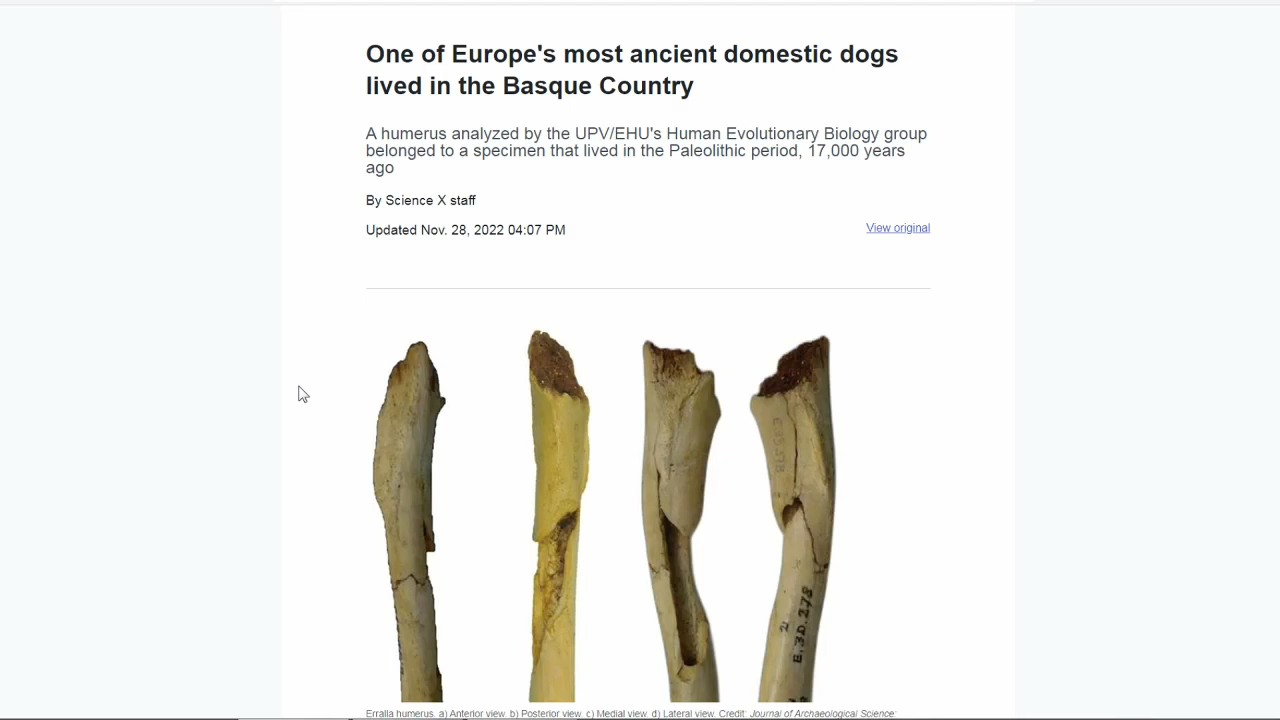 One of Europe's most ancient domestic dogs
lived in the Basque Country
A humerus analyzed by the UPV/EHU's Human Evolutionary Biology group
belonged to a specimen that lived in the Paleolithic period, 17,000 years
ago
By Science X staff
Updated Nov. 28, 2022 04:07 PM
View original
E.3D.278
Erralla humerus. a) Anterior view. b) Posterior view. c) Medial view. d) Lateral view. Credit: Journal of Archaeological Science: